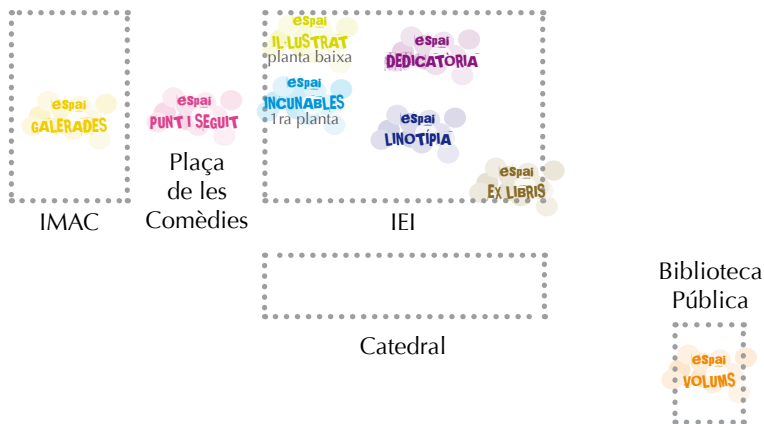 espai
GALERADES
IMAC
espai
PUNT I SEGUIT
Plaça
de les
Comèdies
espai
IL·LUSTRAT
planta baixa
espai
INCUNABLES
1ra planta
espai
DEDICATÒRIA
espai
LINOTÍPIA
espai
EX LIBRIS
IEI
Catedral
Biblioteca
Pública
espai
VOLUMS